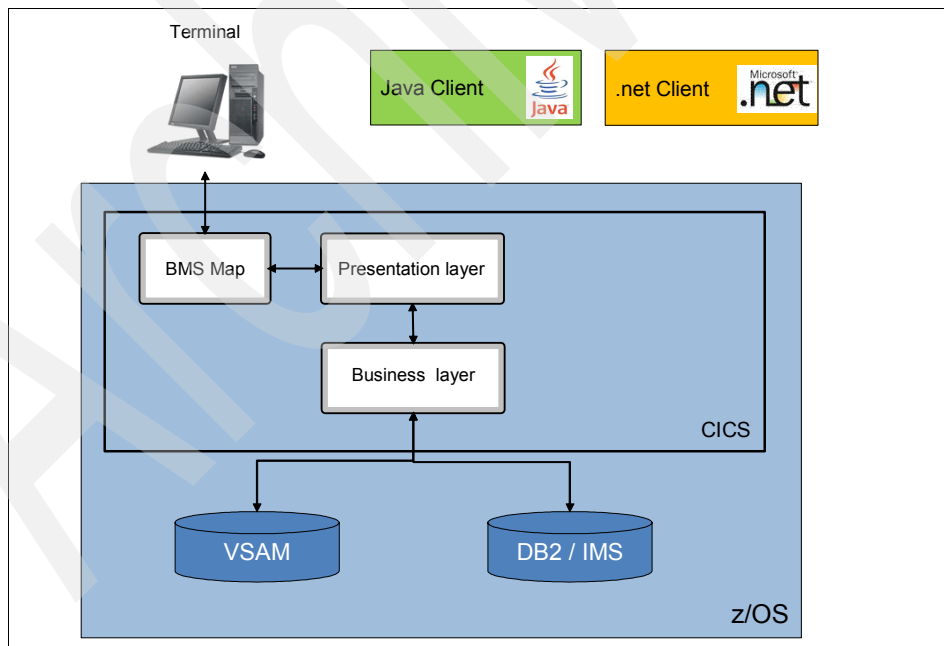 Terminal
Java Client
Java
.net Client
Microsoft
.net
BMS Map
Presentation layer
Business layer
CICS
VSAM
DB2 / IMS
z/OS